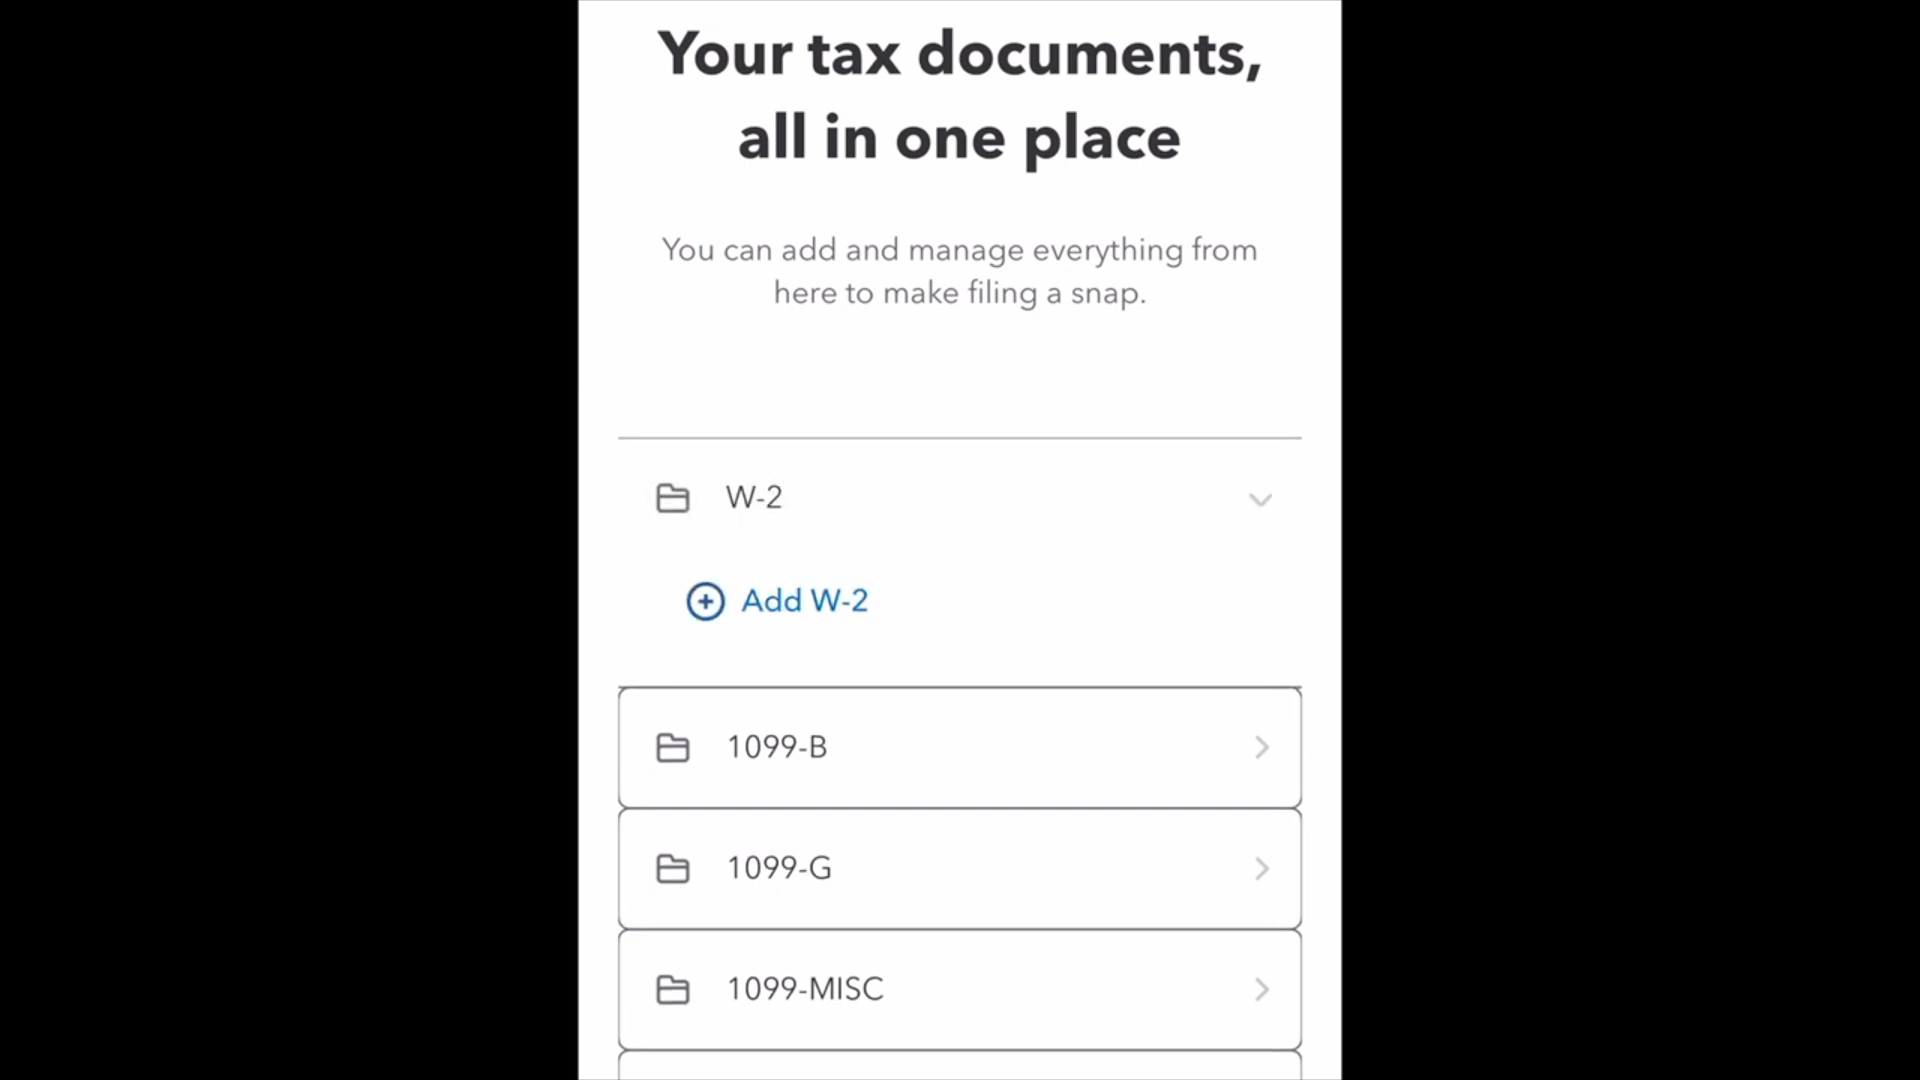 Your tax documents,
all in one place
You can add and manage everything from
here to make filing a snap.
W-2
Add W-2
1099-B
1099-G
1099-MISC